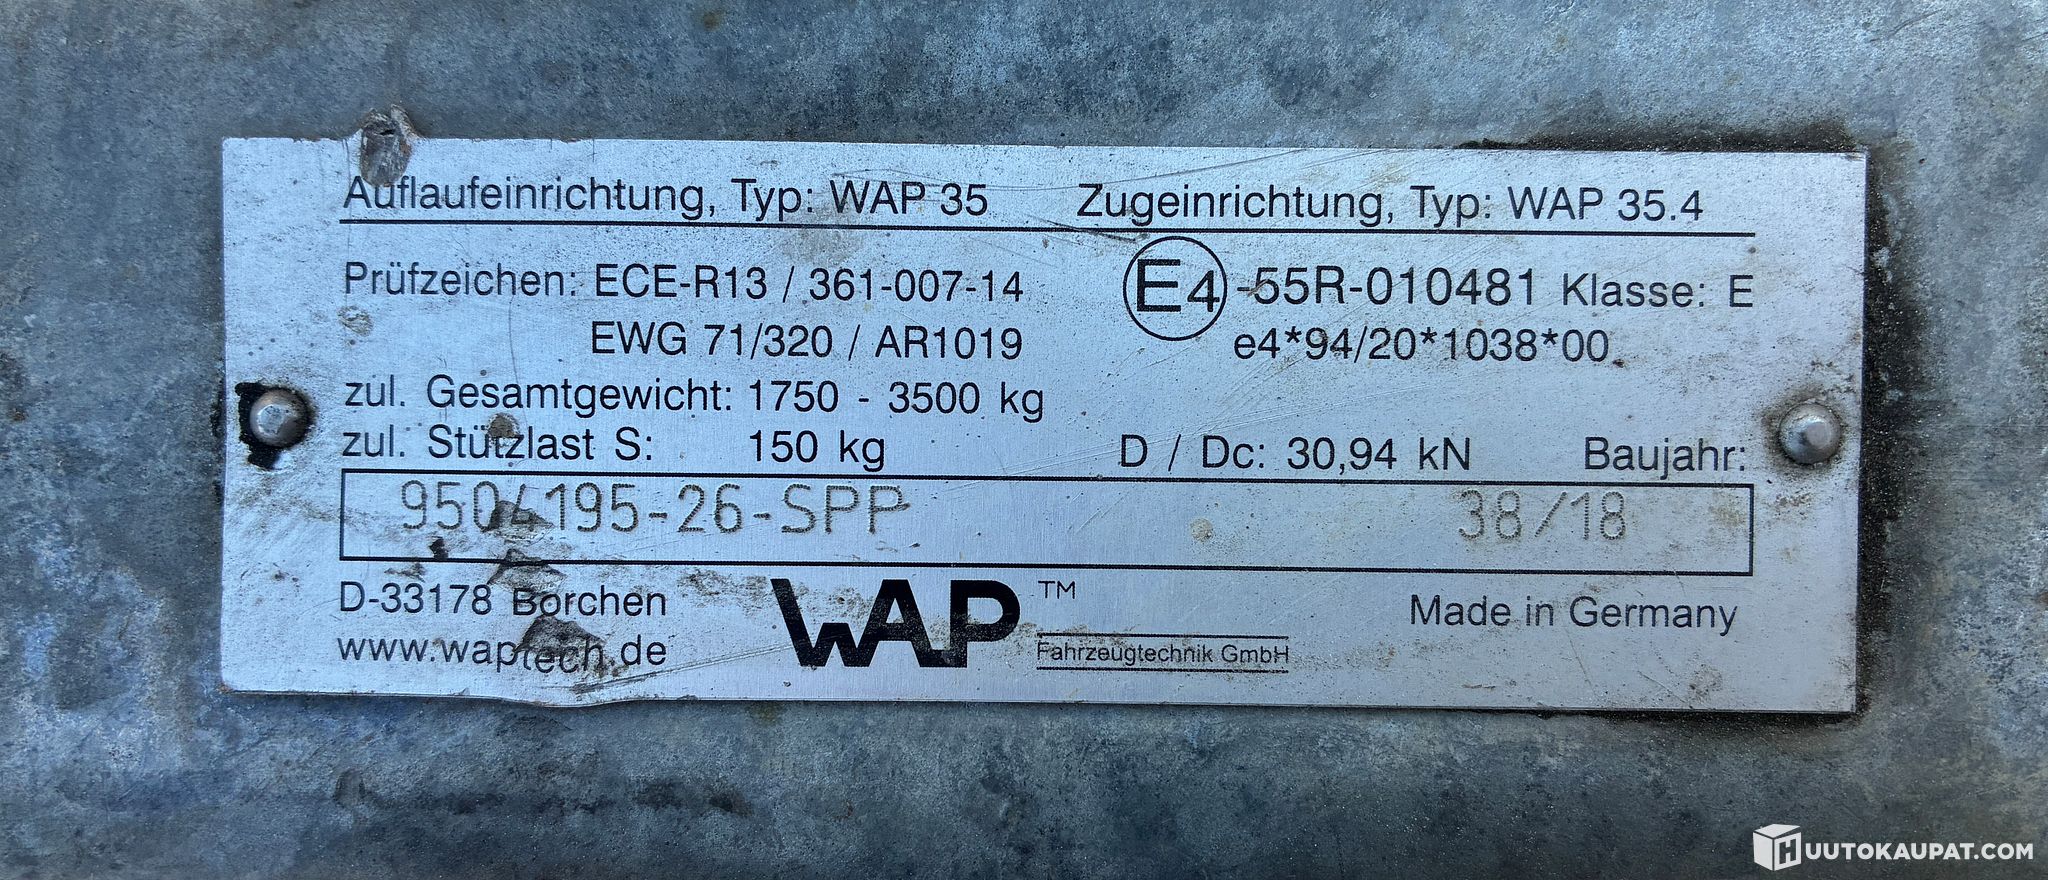 Auflaufeinrichtung, Typ: WAP 35 Zugeinrichtung, Typ: WAP 35.4
Prüfzeichen: ECE-R13 / 361-007-14 E4-55R-010481 Klasse: E
EWG 71/320 / AR1019 e4*94/20*1038*00
zul. Gesamtgewicht: 1750 - 3500 kg
zul. Stützlast S: 150 kg D / Dc: 30,94 kN Baujahr:
9504195-26-SPP 38/18
D-33178 Borchen WAP™ Made in Germany
www.waptech.de Fahrzeugtechnik GmbH
HUUTOKAUPAT.COM